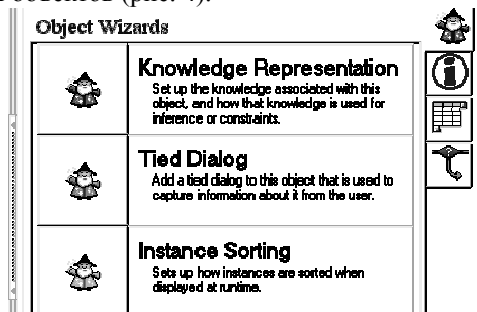 (рис. 4).
Object Wizards
Knowledge Representation
Set up the knowledge associated with this
object, and how that knowledge is used for
inference or constraints.
Tied Dialog
Add a tied dialog to this object that is used to
capture information about it from the user.
Instance Sorting
Sets up how instances are sorted when
displayed at runtime.